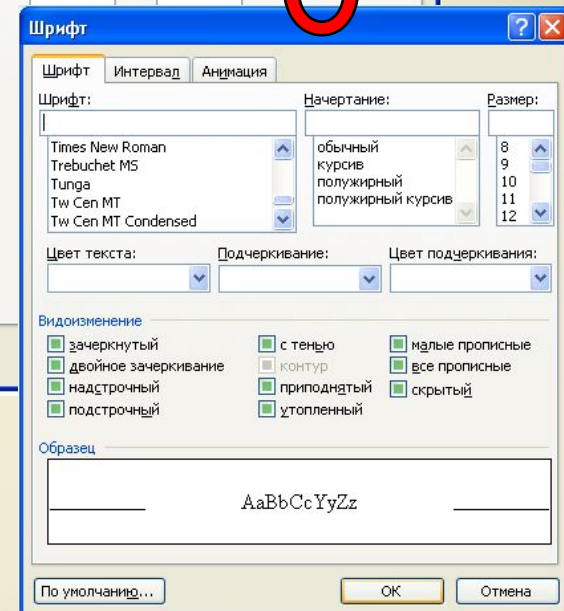 Шрифт
Шрифт Интервал Анимация
Шрифт: Начертание: Размер:
Times New Roman обычный 8
Trebuchet MS курсив 9
Tunga полужирный 10
Tw Cen MT полужирный курсив 11
Tw Cen MT Condensed 12
Цвет текста: Подчеркивание: Цвет подчеркивания:
Видоизменение
зачеркнутый с тенью малые прописные
двойное зачеркивание контур все прописные
надстрочный приподнятый скрытый
подстрочный утопленный
Образец
AaBbCcYyZz
По умолчанию... ОК Отмена